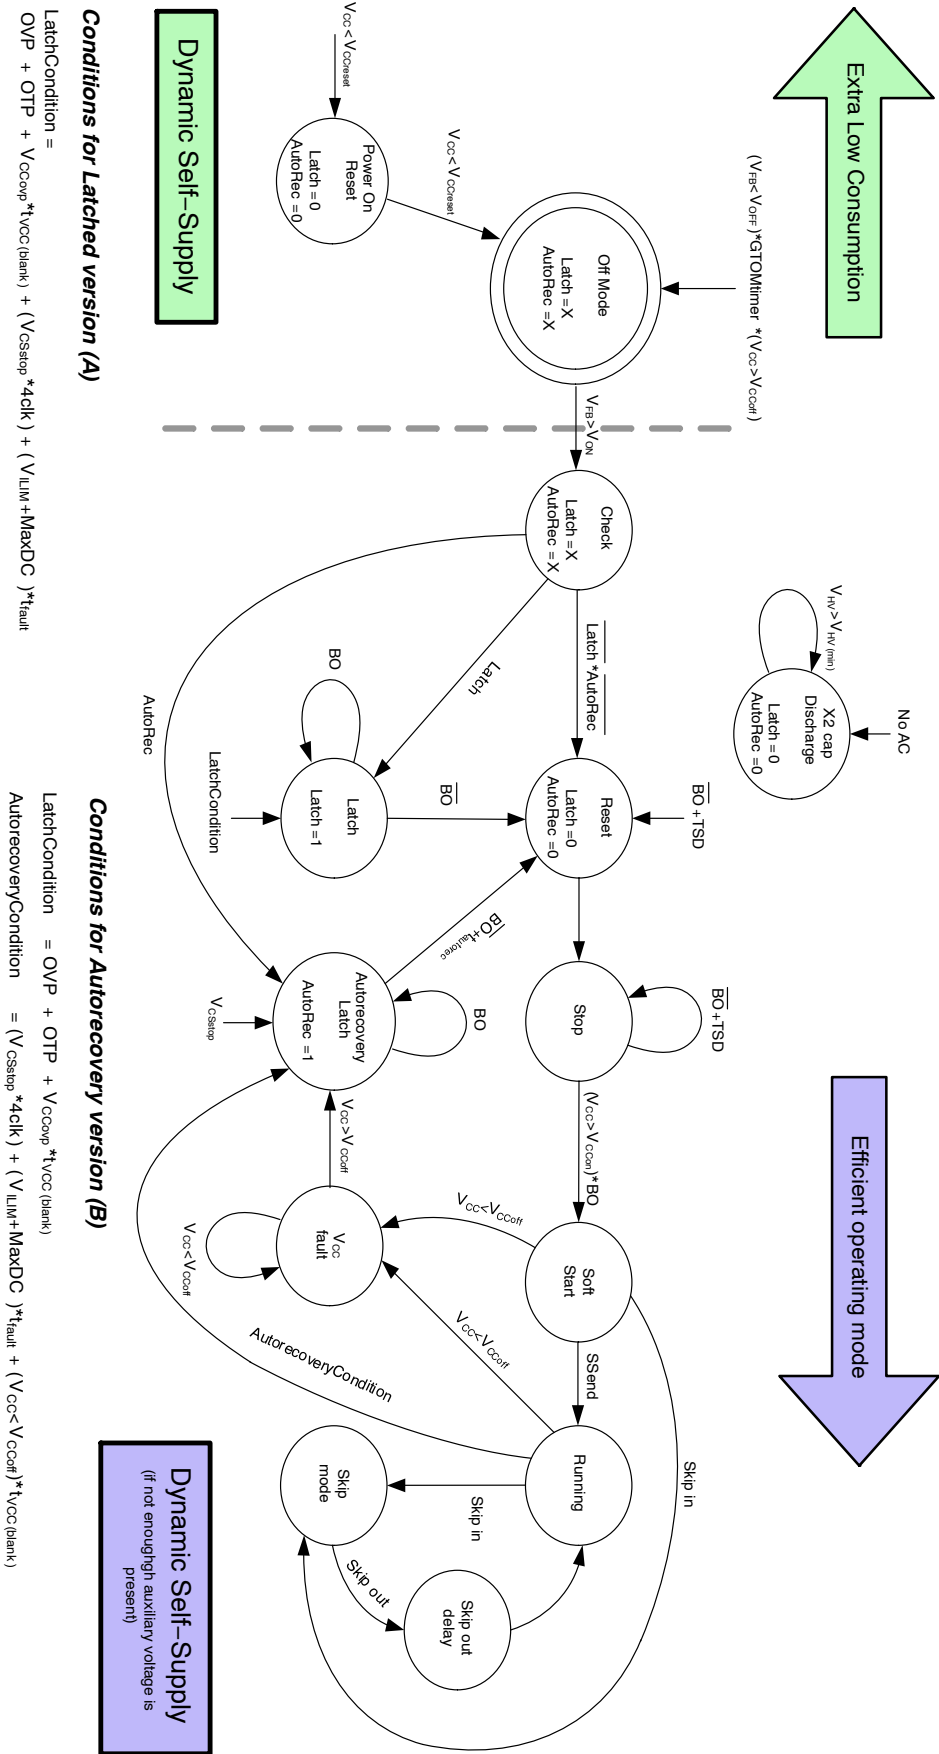 Extra Low Consumption
Efficient operating mode
(VFB<VOFF)*GTOMtimer *(VCC>VCCoff)
No AC
X2 cap
Discharge
Latch =0
AutoRec =0
VHV>VHV(min)
Skip in
Off Mode
Latch =X
AutoRec =X
VFB>VON
Check
Latch =X
AutoRec =X
Latch *AutoRec
BO+TSD
Reset
Latch =0
AutoRec =0
BO+TSD
Stop
(VCC>VCCon)*BO
Soft
Start
SSend
Running
VCC<VCCreset
VCC<VCCreset
Power On
Reset
Latch =0
AutoRec =0
Latch
BO
BO
Latch
Latch =1
LatchCondition
AutoRec
BO+tautorec
BO
Autorecovery
Latch
AutoRec =1
VCSstop
VCC<VCCoff
VCC<VCCoff
VCC>VCCoff
VCC
fault
VCC<VCCoff
AutorecoveryCondition
Skip in
Skip
mode
Skip out
Skip out
delay
Dynamic Self−Supply
Dynamic Self−Supply
(if not enoughgh auxiliary voltage is
present)
Conditions for Latched version (A)
LatchCondition =
OVP + OTP + VCCovp*tVCC(blank) + (VCSstop*4clk) + (VILIM+MaxDC )*tfault
Conditions for Autorecovery version (B)
LatchCondition = OVP + OTP + VCCovp*tVCC(blank)
AutorecoveryCondition = (VCSstop*4clk) + (VILIM+MaxDC )*tfault + (VCC<VCCoff)*tVCC(blank)